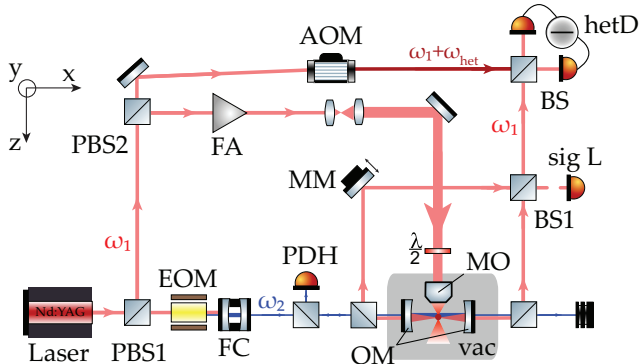 AOM
hetD
ω₁+ω_het
BS
y
x
z
PBS2
FA
ω₁
MM
sig L
BS1
λ/2
ω₁
PDH
MO
EOM
ω₂
Nd:YAG
Laser
PBS1
FC
OM
vac